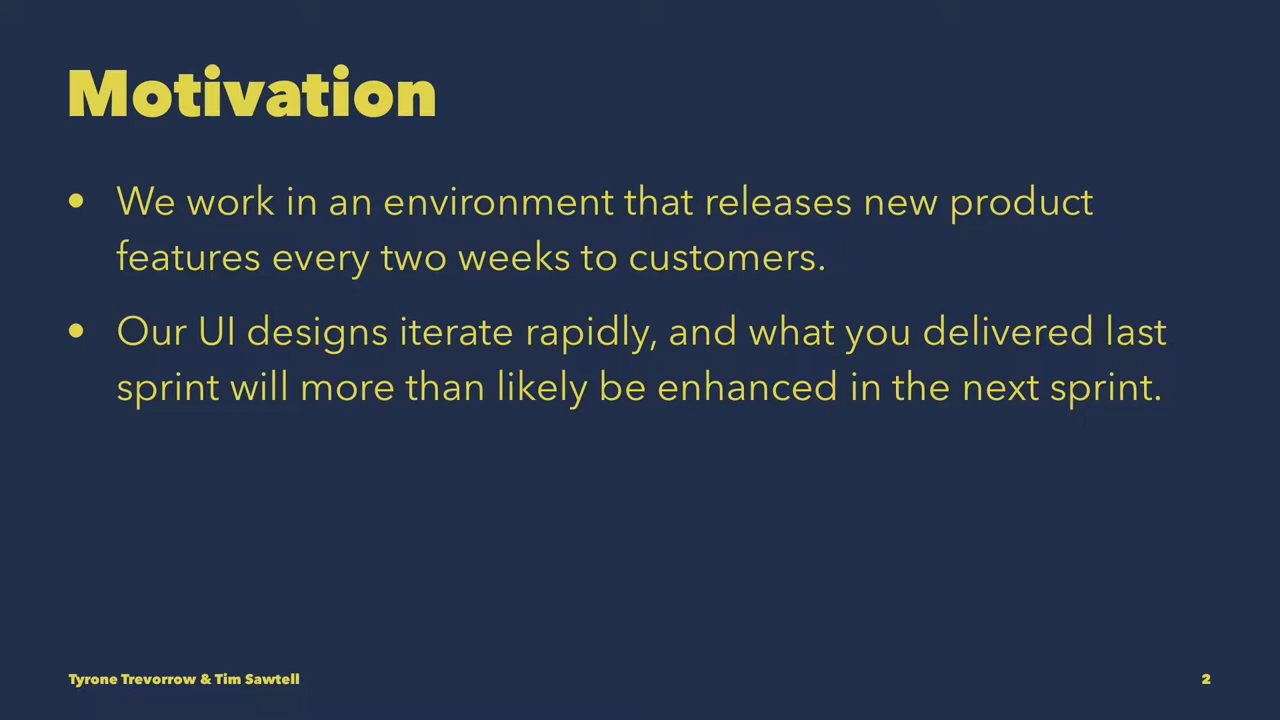 Motivation
• We work in an environment that releases new product
features every two weeks to customers.
• Our UI designs iterate rapidly, and what you delivered last
sprint will more than likely be enhanced in the next sprint.
Tyrone Trevorrow & Tim Sawtell
2